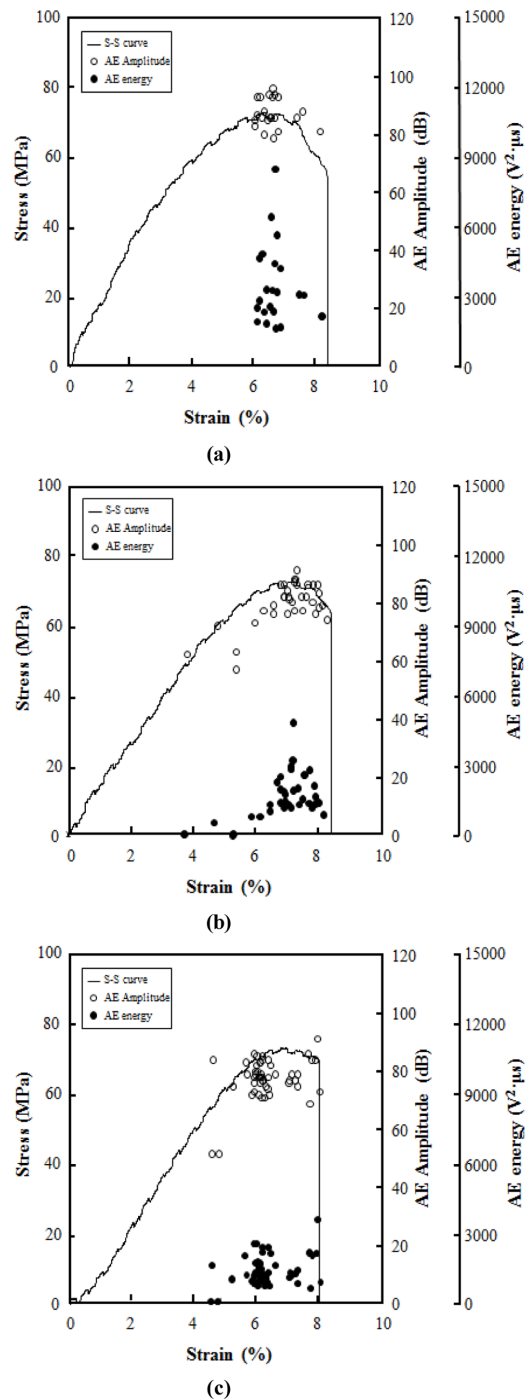 100
80
60
40
20
0
Stress (MPa)
S-S curve
AE Amplitude
AE energy
0 2 4 6 8 10
Strain (%)
120
100
80
60
40
20
0
AE Amplitude (dB)
15000
12000
9000
6000
3000
0
AE energy (V²·μs)
(a)
100
80
60
40
20
0
Stress (MPa)
S-S curve
AE Amplitude
AE energy
0 2 4 6 8 10
Strain (%)
120
100
80
60
40
20
0
AE Amplitude (dB)
15000
12000
9000
6000
3000
0
AE energy (V²·μs)
(b)
100
80
60
40
20
0
Stress (MPa)
S-S curve
AE Amplitude
AE energy
0 2 4 6 8 10
Strain (%)
120
100
80
60
40
20
0
AE Amplitude (dB)
15000
12000
9000
6000
3000
0
AE energy (V²·μs)
(c)